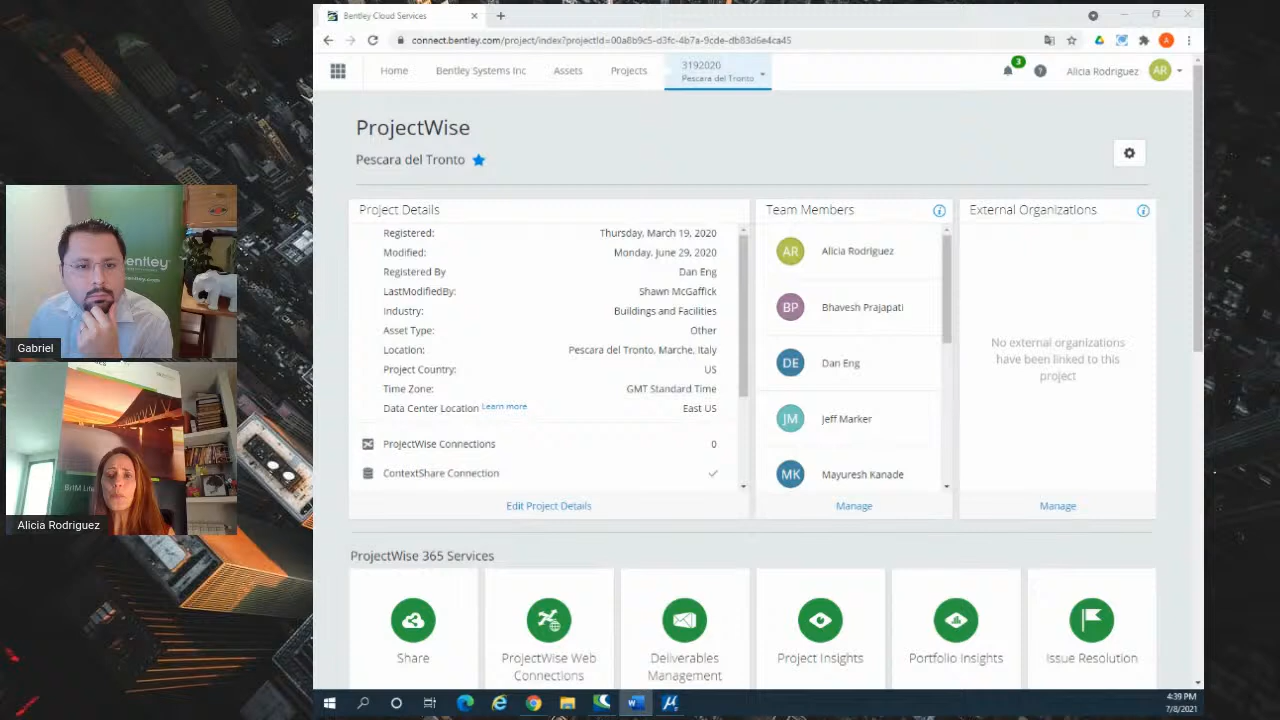 Bentley Cloud Services
connect.bentley.com/project/index?projectId=00a8b9c5-d3fc-4b7a-9cde-db83d6e4ca45
Home
Bentley Systems Inc
Assets
Projects
3192020
Pescara del Tronto
3
Alicia Rodriguez
AR
ProjectWise
Pescara del Tronto
Project Details
Registered: Thursday, March 19, 2020
Modified: Monday, June 29, 2020
Registered By Dan Eng
LastModifiedBy: Shawn McGaffick
Industry: Buildings and Facilities
Asset Type: Other
Location: Pescara del Tronto, Marche, Italy
Project Country: US
Time Zone: GMT Standard Time
Data Center Location Learn more East US
ProjectWise Connections 0
ContextShare Connection
Edit Project Details
Team Members
AR Alicia Rodriguez
BP Bhavesh Prajapati
DE Dan Eng
JM Jeff Marker
MK Mayuresh Kanade
Manage
External Organizations
No external organizations
have been linked to this
project
Manage
ProjectWise 365 Services
Share
ProjectWise Web
Connections
Deliverables
Management
Project Insights
Portfolio Insights
Issue Resolution
4:39 PM
7/8/2021
Gabriel
Alicia Rodriguez